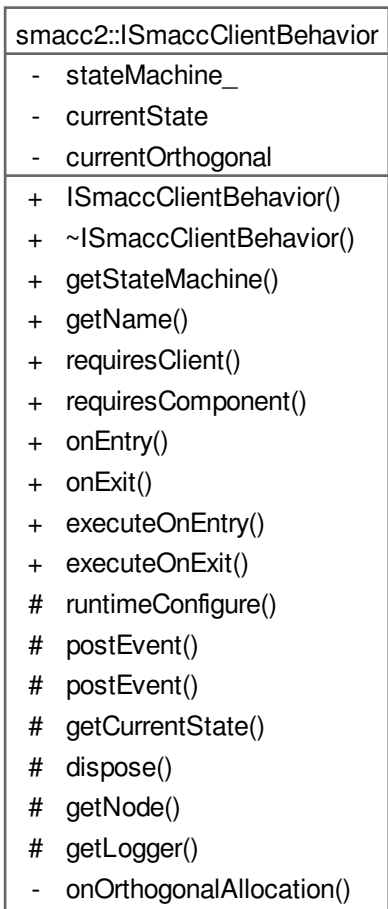 smacc2::ISmaccClientBehavior
- stateMachine_
- currentState
- currentOrthogonal
+ ISmaccClientBehavior()
+ ~ISmaccClientBehavior()
+ getStateMachine()
+ getName()
+ requiresClient()
+ requiresComponent()
+ onEntry()
+ onExit()
+ executeOnEntry()
+ executeOnExit()
# runtimeConfigure()
# postEvent()
# postEvent()
# getCurrentState()
# dispose()
# getNode()
# getLogger()
- onOrthogonalAllocation()